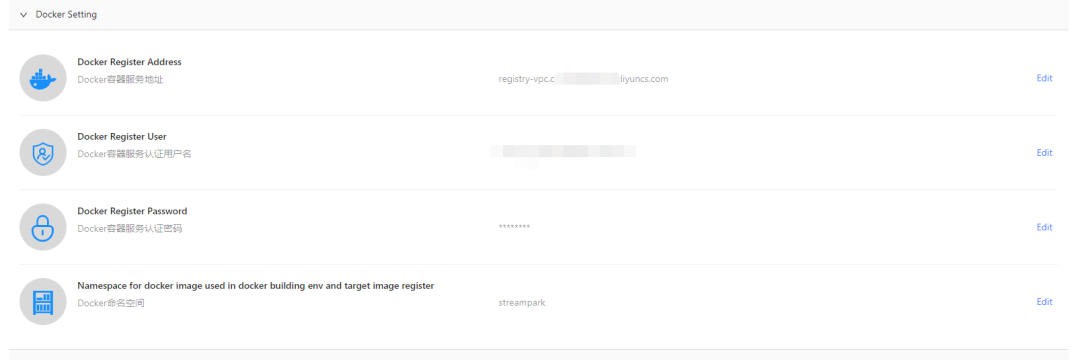 Docker Setting
Docker Register Address
Docker容器服务地址
registry-vpc.c liyuncs.com
Edit
Docker Register User
Docker容器服务认证用户名
Edit
Docker Register Password
Docker容器服务认证密码
********
Edit
Namespace for docker image used in docker building env and target image register
Docker命名空间
streampark
Edit